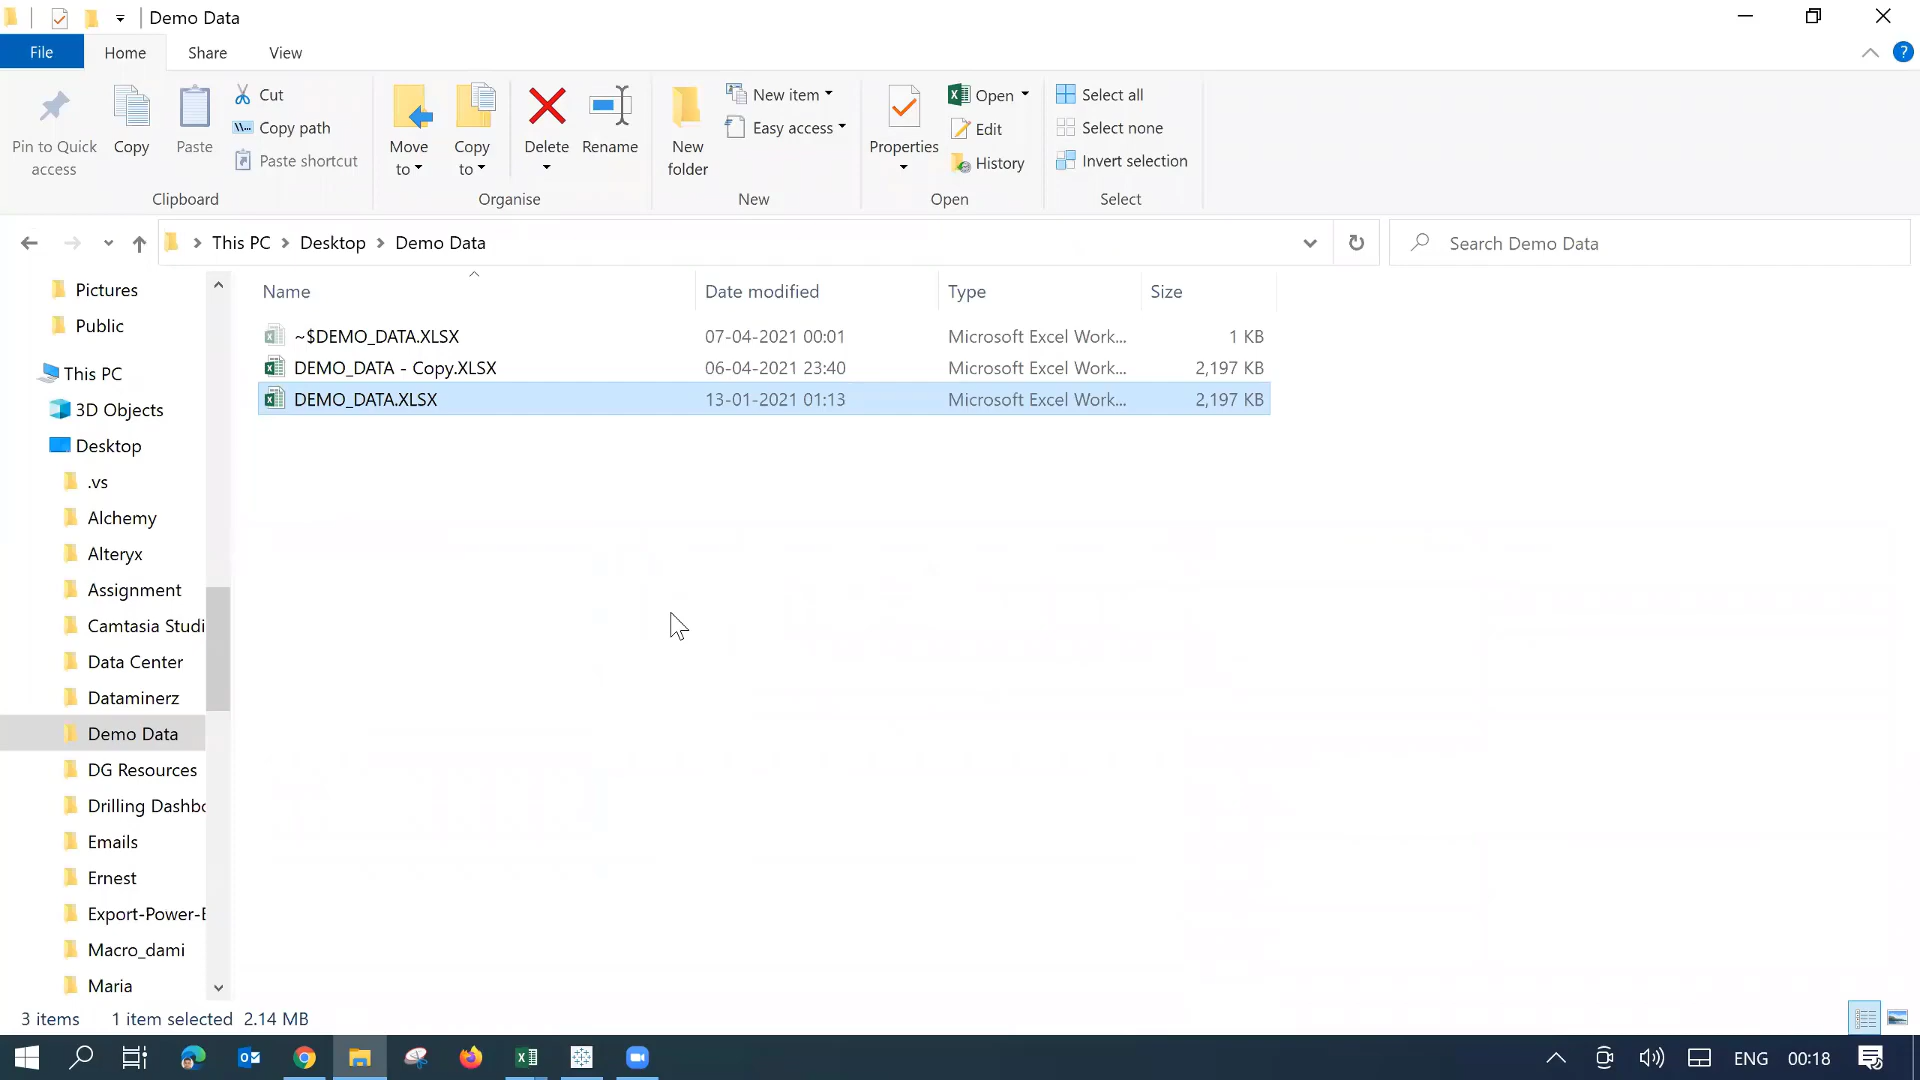 Demo Data
File Home Share View
Pin to Quick access
Copy
Paste
Cut
Copy path
Paste shortcut
Clipboard
Move to
Copy to
Delete
Rename
Organise
New folder
New item
Easy access
New
Properties
Open
Edit
History
Open
Select all
Select none
Invert selection
Select
This PC Desktop Demo Data
Search Demo Data
Name Date modified Type Size
~$DEMO_DATA.XLSX 07-04-2021 00:01 Microsoft Excel Work... 1 KB
DEMO_DATA - Copy.XLSX 06-04-2021 23:40 Microsoft Excel Work... 2,197 KB
DEMO_DATA.XLSX 13-01-2021 01:13 Microsoft Excel Work... 2,197 KB
Pictures
Public
This PC
3D Objects
Desktop
.vs
Alchemy
Alteryx
Assignment
Camtasia Studi
Data Center
Dataminerz
Demo Data
DG Resources
Drilling Dashbo
Emails
Ernest
Export-Power-B
Macro_dami
Maria
3 items 1 item selected 2.14 MB
ENG 00:18